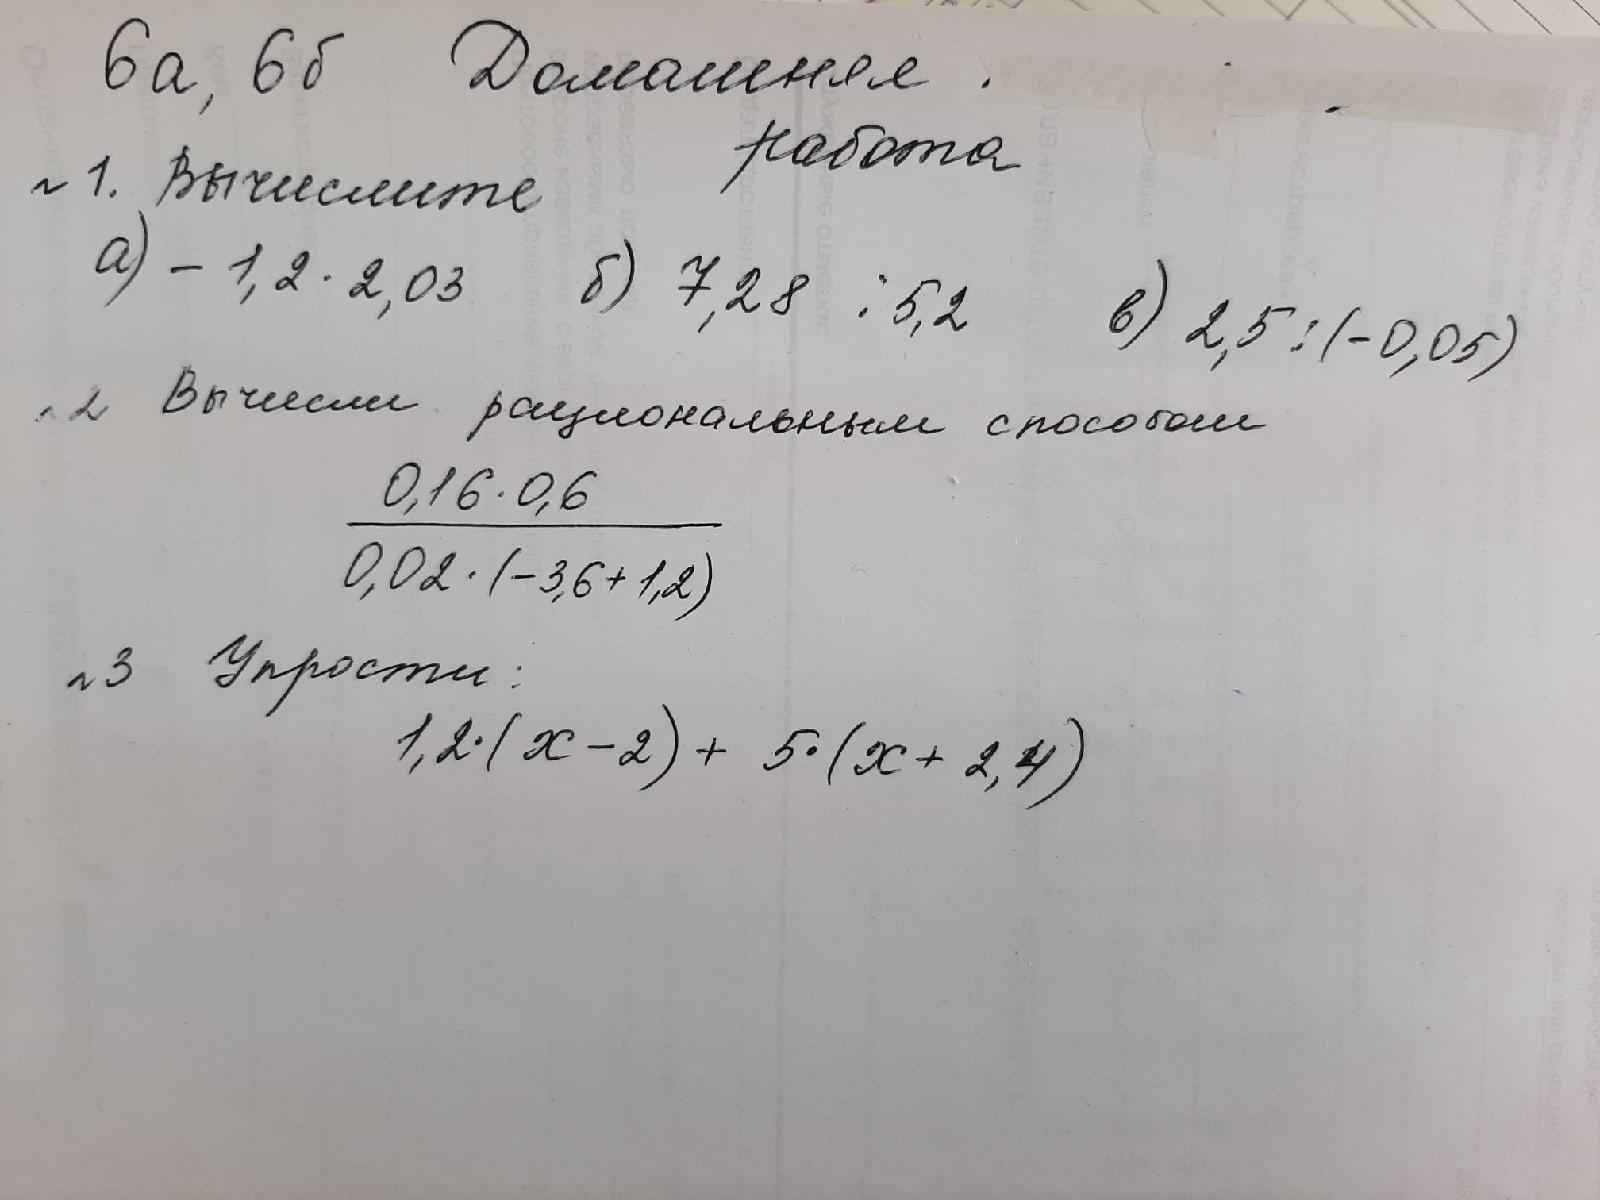 6а, 6б Домашняя .
работа
№1. Вычислите
а) - 1,2 · 2,03 б) 7,28 : 5,2 в) 2,5 : (-0,05)
№2 Вычисли рациональным способом
0,16 · 0,6
0,02 · (-3,6 + 1,2)
№3 Упрости:
1,2 · (x - 2) + 5 · (x + 2,4)